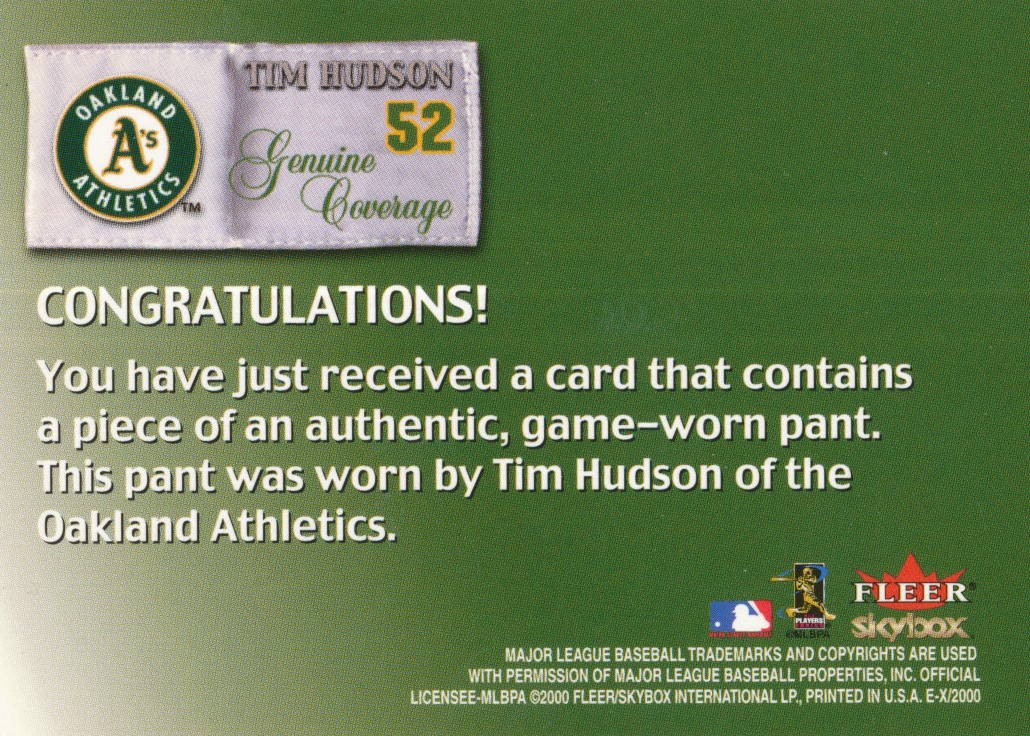 OAKLAND
A's
ATHLETICS
TM
TIM HUDSON
52
Genuine
Coverage
CONGRATULATIONS!
You have just received a card that contains
a piece of an authentic, game-worn pant.
This pant was worn by Tim Hudson of the
Oakland Athletics.
PLAYERS
©MLBPA
FLEER®
skybox
MAJOR LEAGUE BASEBALL TRADEMARKS AND COPYRIGHTS ARE USED
WITH PERMISSION OF MAJOR LEAGUE BASEBALL PROPERTIES, INC. OFFICIAL
LICENSEE-MLBPA ©2000 FLEER/SKYBOX INTERNATIONAL LP., PRINTED IN U.S.A. E-X/2000